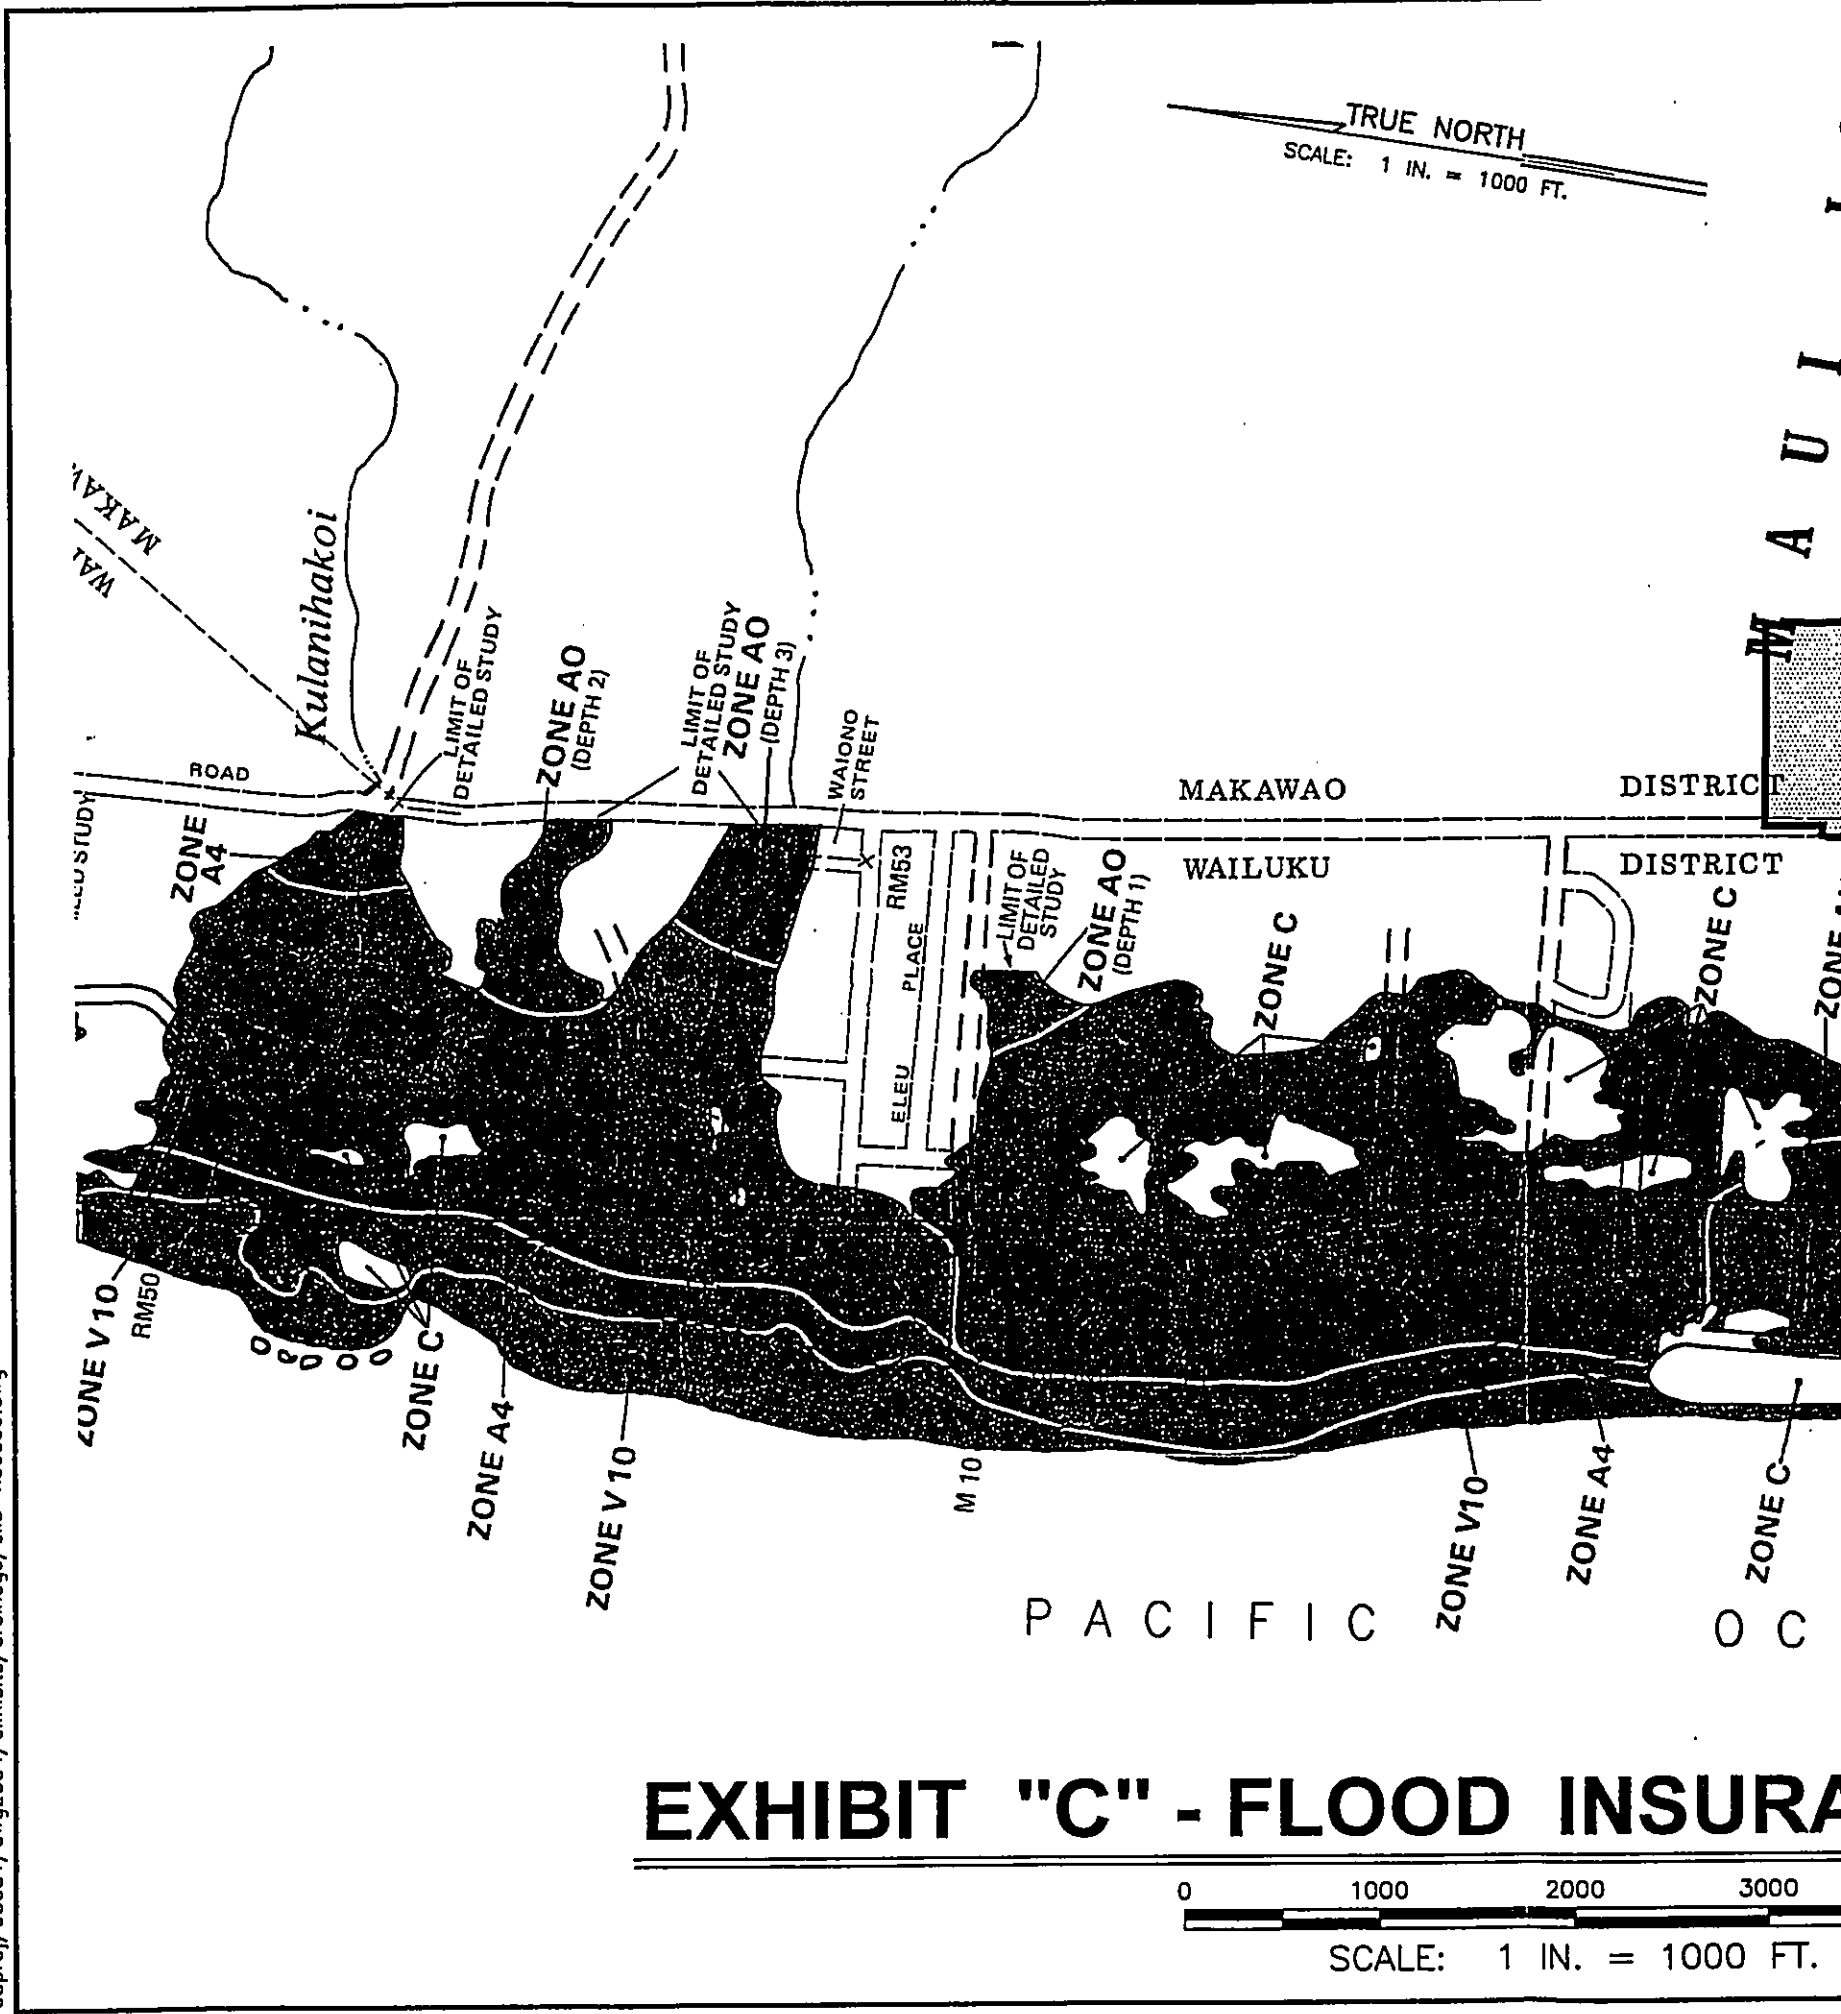 TRUE NORTH
SCALE: 1 IN. = 1000 FT.
M A U I
MAKAW
WAI
Kulanihakoi
LIMIT OF
DETAILED STUDY
ZONE AO
(DEPTH 2)
LIMIT OF
DETAILED STUDY
ZONE AO
(DEPTH 3)
WAIONO
STREET
ROAD
MAKAWAO
DISTRICT
WAILUKU
DISTRICT
ZONE
A4
RM53
ELEU PLACE
LIMIT OF
DETAILED
STUDY
ZONE AO
(DEPTH 1)
ZONE C
ZONE C
ZONE
ZONE V10
RM50
ZONE C
ZONE A4
ZONE V10
M 10
ZONE V10
ZONE A4
ZONE C
PACIFIC OC
EXHIBIT "C" - FLOOD INSURA
0 1000 2000 3000
SCALE: 1 IN. = 1000 FT.